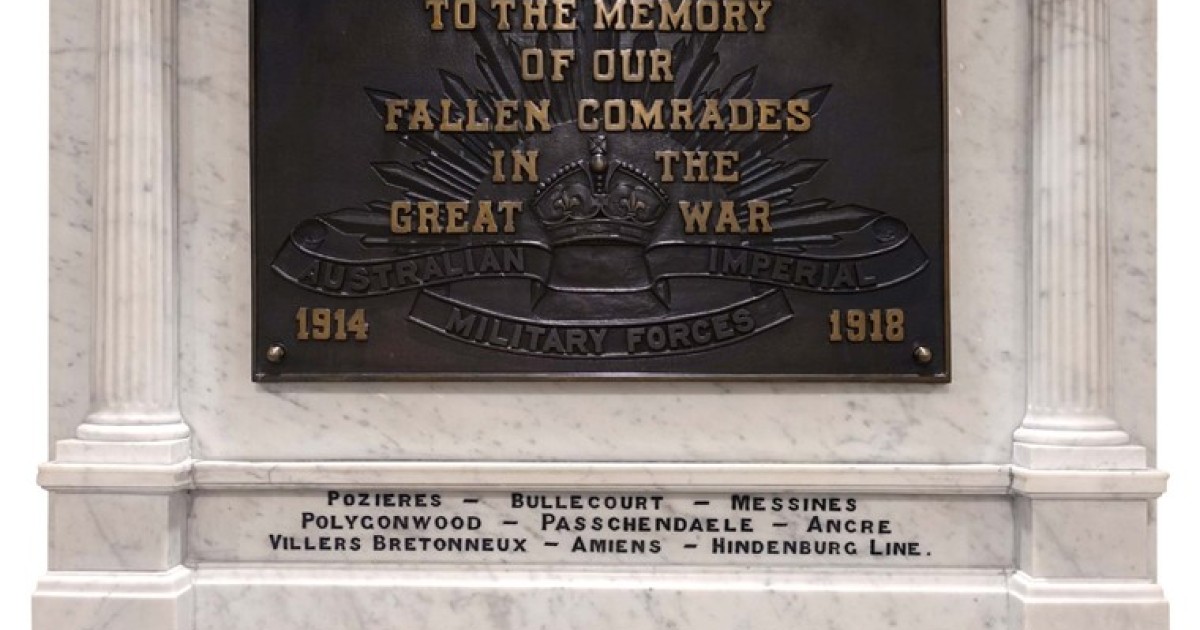 TO THE MEMORY
OF OUR
FALLEN COMRADES
IN THE
GREAT WAR
AUSTRALIAN IMPERIAL
MILITARY FORCES
1914 1918
POZIERES – BULLECOURT – MESSINES
POLYGONWOOD – PASSCHENDAELE – ANCRE
VILLERS BRETONNEUX – AMIENS – HINDENBURG LINE.